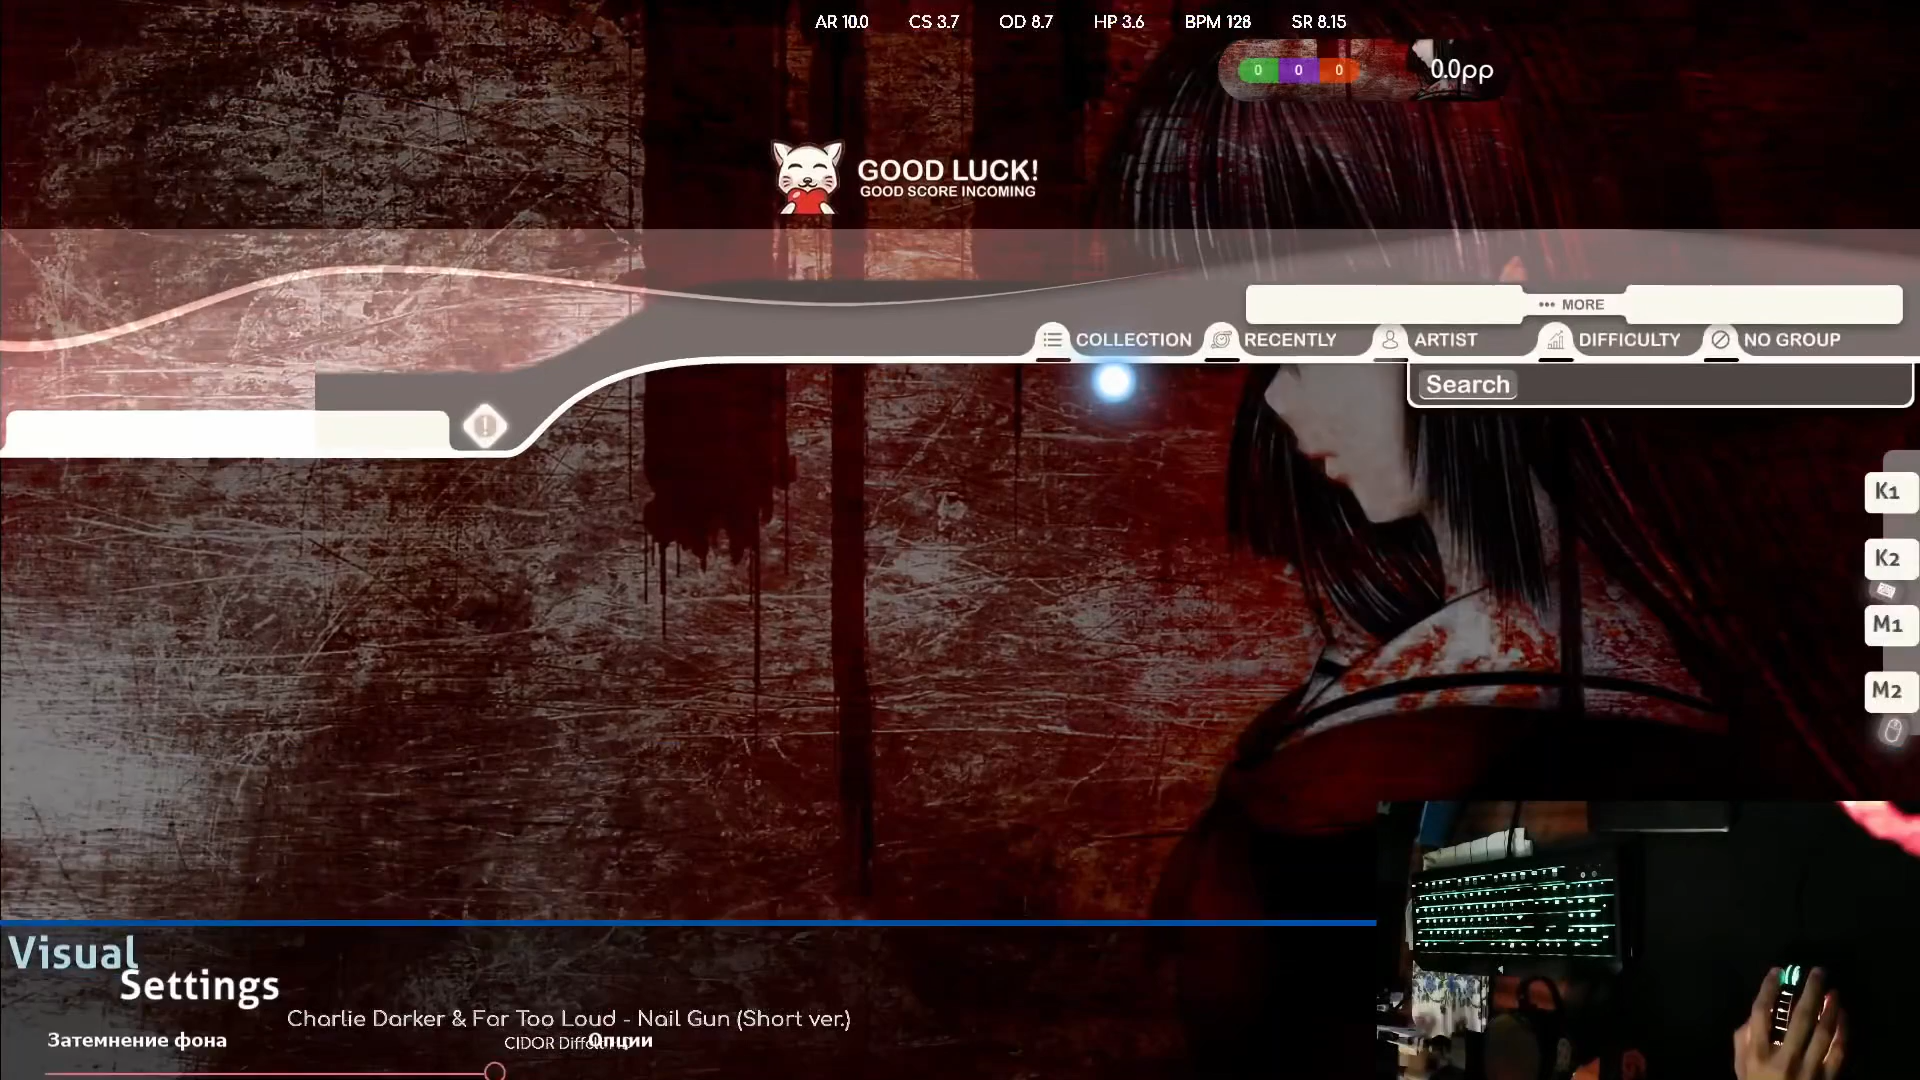 AR 10.0 CS 3.7 OD 8.7 HP 3.6 BPM 128 SR 8.15
0 0 0 0.0pp
GOOD LUCK!
GOOD SCORE INCOMING
••• MORE
COLLECTION RECENTLY ARTIST DIFFICULTY NO GROUP
Search
!
K1
K2
M1
M2
Visual
Settings
Charlie Darker & Far Too Loud - Nail Gun (Short ver.)
Затемнение фона
CIDOR Опции